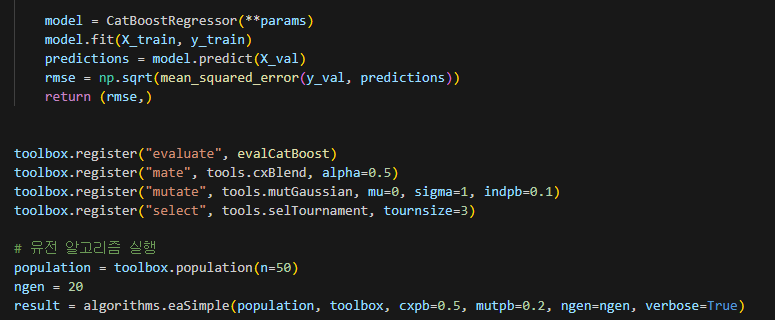 model = CatBoostRegressor(**params)
model.fit(X_train, y_train)
predictions = model.predict(X_val)
rmse = np.sqrt(mean_squared_error(y_val, predictions))
return (rmse,)
toolbox.register("evaluate", evalCatBoost)
toolbox.register("mate", tools.cxBlend, alpha=0.5)
toolbox.register("mutate", tools.mutGaussian, mu=0, sigma=1, indpb=0.1)
toolbox.register("select", tools.selTournament, tournsize=3)
# 유전 알고리즘 실행
population = toolbox.population(n=50)
ngen = 20
result = algorithms.eaSimple(population, toolbox, cxpb=0.5, mutpb=0.2, ngen=ngen, verbose=True)